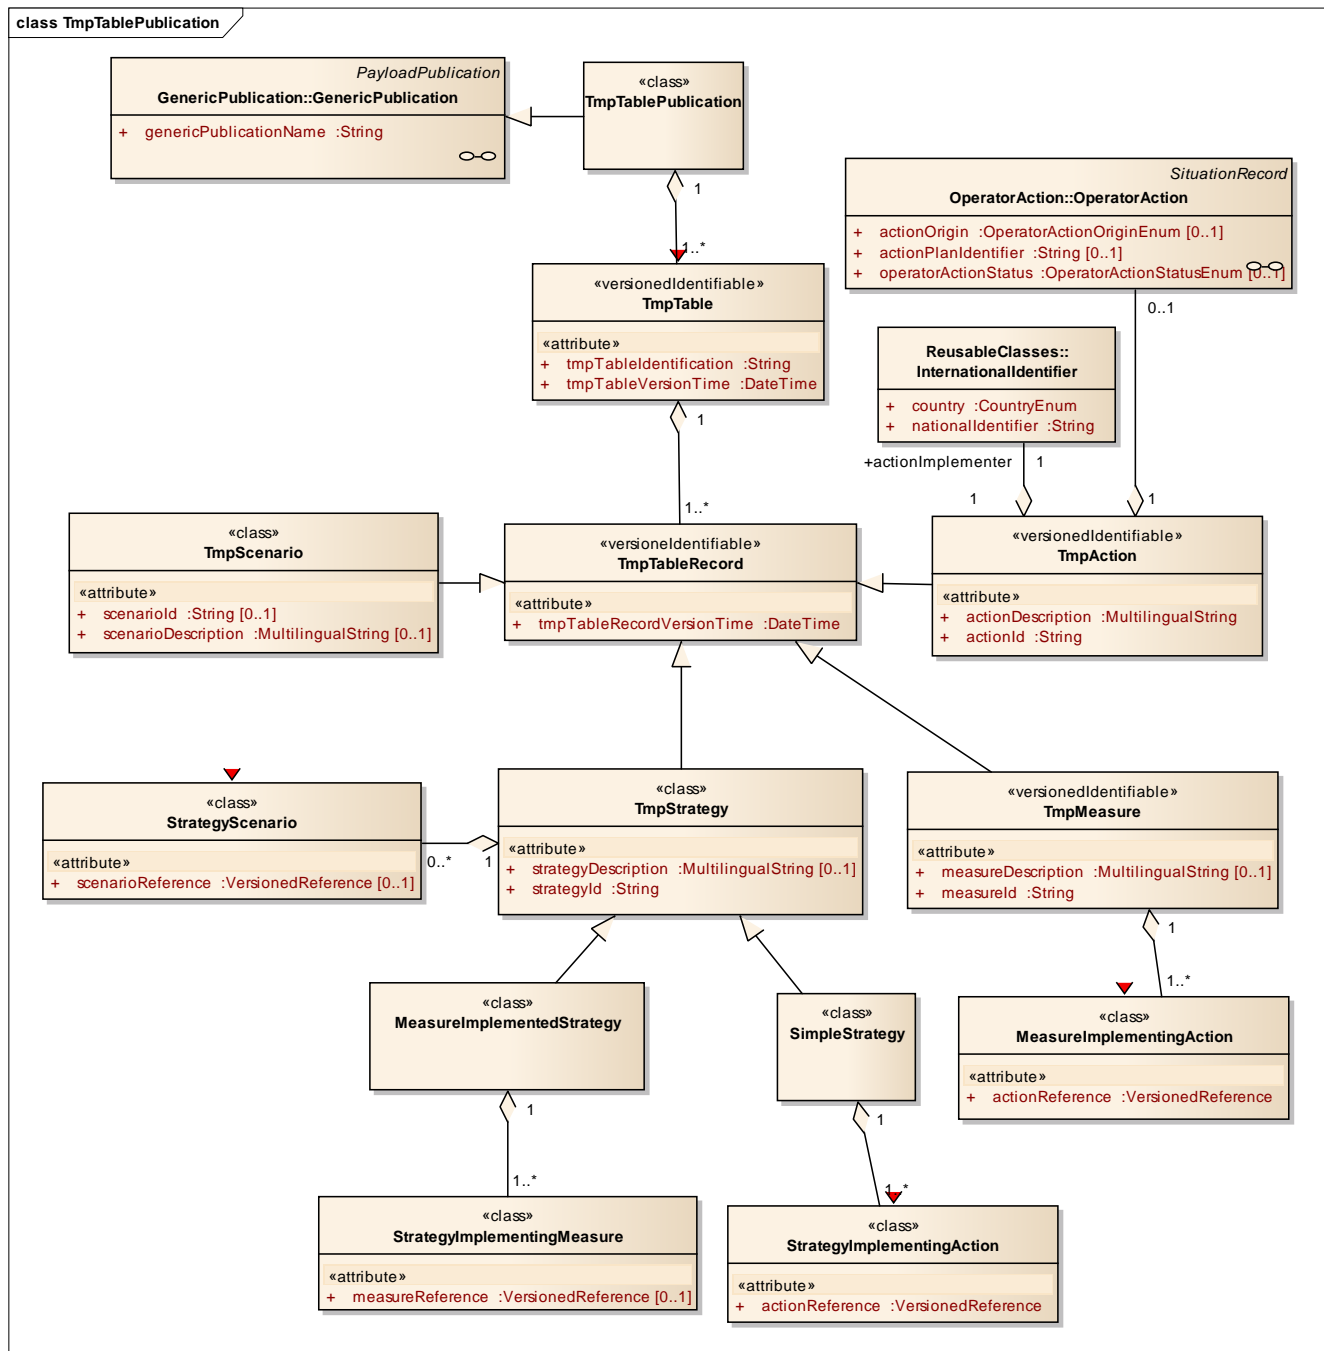 class TmpTablePublication
PayloadPublication
GenericPublication::GenericPublication
+ genericPublicationName :String
«class»
TmpTablePublication
1
1..*
SituationRecord
OperatorAction::OperatorAction
+ actionOrigin :OperatorActionOriginEnum [0..1]
+ actionPlanIdentifier :String [0..1]
+ operatorActionStatus :OperatorActionStatusEnum [0..1]
0..1
«versionedIdentifiable»
TmpTable
«attribute»
+ tmpTableIdentification :String
+ tmpTableVersionTime :DateTime
1
1..*
ReusableClasses::
InternationalIdentifier
+ country :CountryEnum
+ nationalIdentifier :String
+actionImplementer
1
1
1
«class»
TmpScenario
«attribute»
+ scenarioId :String [0..1]
+ scenarioDescription :MultilingualString [0..1]
«versioneIdentifiable»
TmpTableRecord
«attribute»
+ tmpTableRecordVersionTime :DateTime
«versionedIdentifiable»
TmpAction
«attribute»
+ actionDescription :MultilingualString
+ actionId :String
«class»
StrategyScenario
«attribute»
+ scenarioReference :VersionedReference [0..1]
0..*
1
«class»
TmpStrategy
«attribute»
+ strategyDescription :MultilingualString [0..1]
+ strategyId :String
«versionedIdentifiable»
TmpMeasure
«attribute»
+ measureDescription :MultilingualString [0..1]
+ measureId :String
1
1..*
«class»
MeasureImplementedStrategy
1
1..*
«class»
SimpleStrategy
1
1..*
«class»
MeasureImplementingAction
«attribute»
+ actionReference :VersionedReference
«class»
StrategyImplementingMeasure
«attribute»
+ measureReference :VersionedReference [0..1]
«class»
StrategyImplementingAction
«attribute»
+ actionReference :VersionedReference